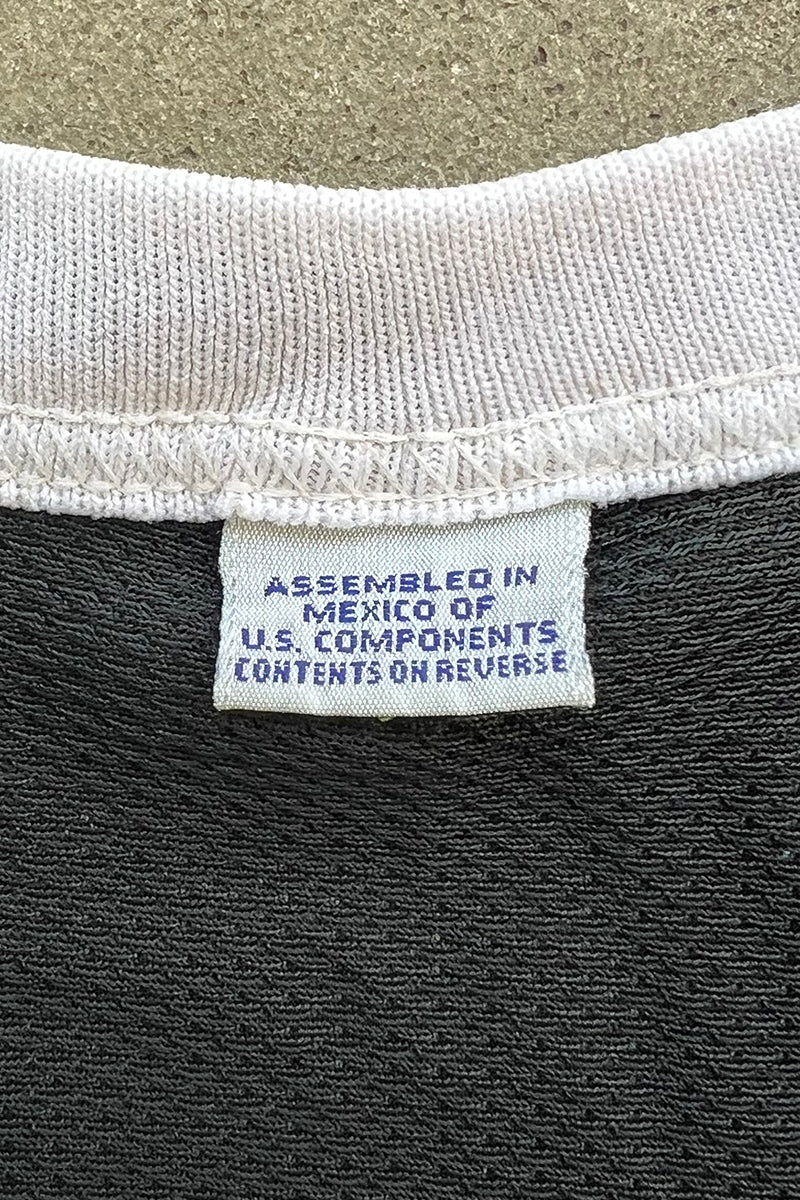 ASSEMBLED IN
MEXICO OF
U.S. COMPONENTS
CONTENTS ON REVERSE